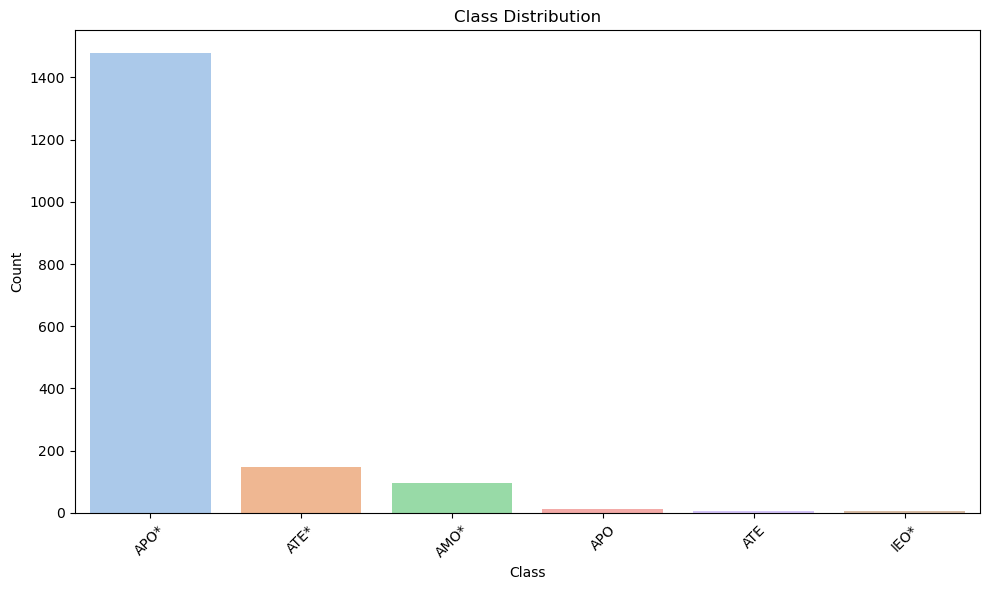 Class Distribution
Count
1400
1200
1000
800
600
400
200
0
APO* ATE* AMO* APO ATE IEO*
Class